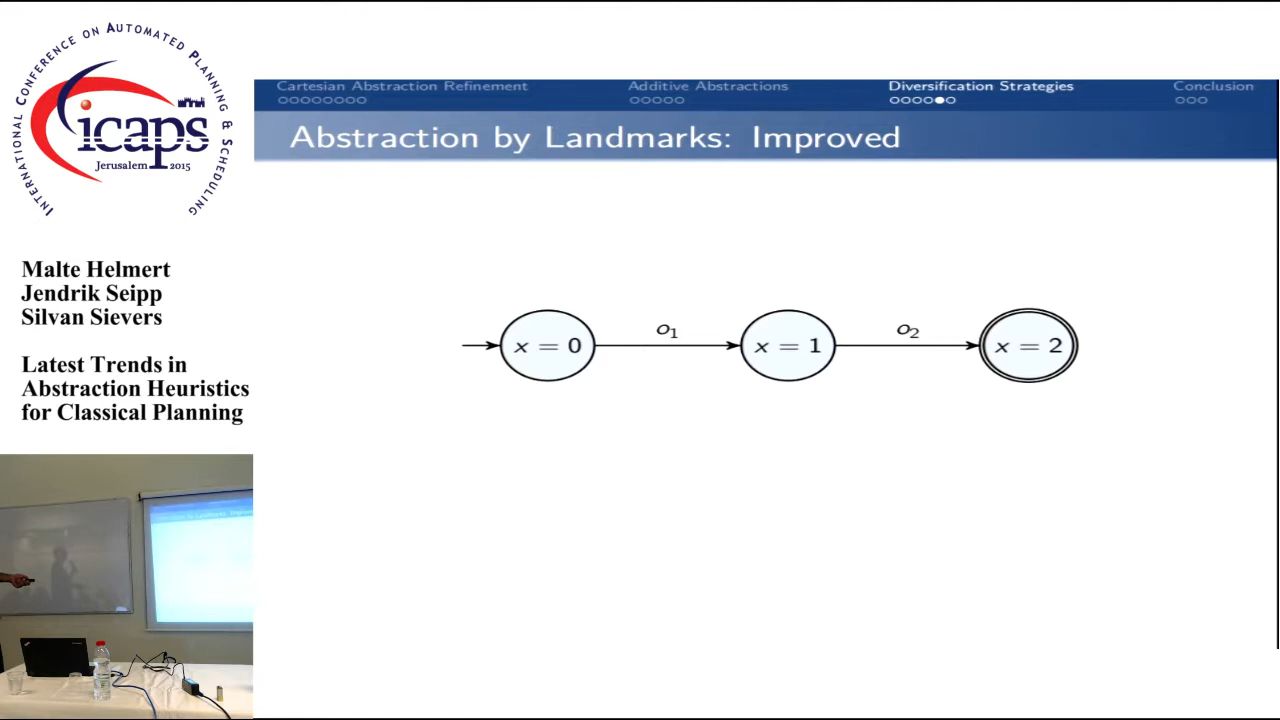 INTERNATIONAL CONFERENCE ON AUTOMATED PLANNING & SCHEDULING
icaps
Jerusalem 2015
Malte Helmert
Jendrik Seipp
Silvan Sievers
Latest Trends in
Abstraction Heuristics
for Classical Planning
Cartesian Abstraction Refinement Additive Abstractions Diversification Strategies Conclusion
Abstraction by Landmarks: Improved
x = 0 o₁ x = 1 o₂ x = 2